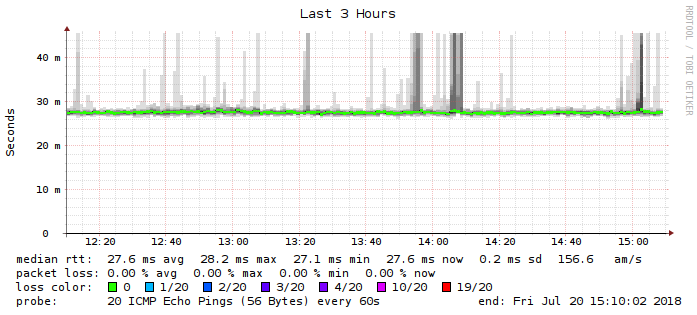 Last 3 Hours
RRDTOOL / TOBI OETIKER
Seconds
40 m
30 m
20 m
10 m
0
12:20 12:40 13:00 13:20 13:40 14:00 14:20 14:40 15:00
median rtt: 27.6 ms avg 28.2 ms max 27.1 ms min 27.6 ms now 0.2 ms sd 156.6 am/s
packet loss: 0.00 % avg 0.00 % max 0.00 % min 0.00 % now
loss color: 0 1/20 2/20 3/20 4/20 10/20 19/20
probe: 20 ICMP Echo Pings (56 Bytes) every 60s end: Fri Jul 20 15:10:02 2018